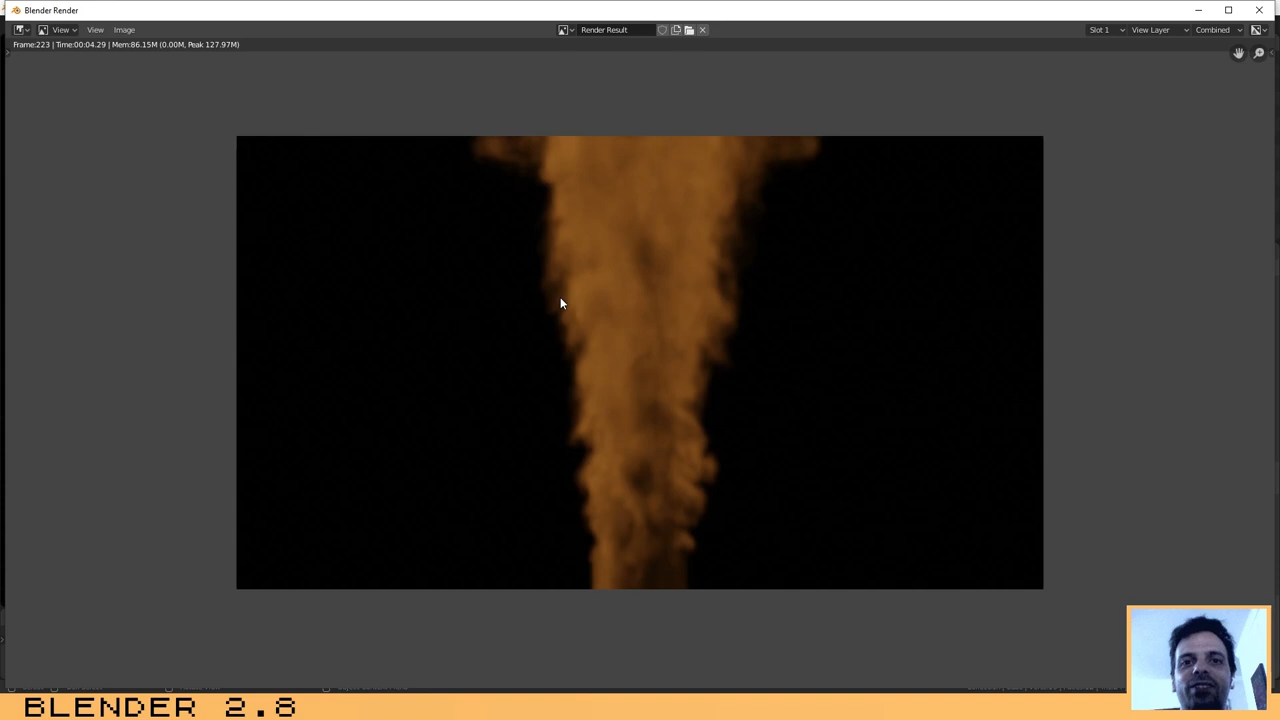 Blender Render
View View Image Render Result Slot 1 View Layer Combined
Frame:223 | Time:00:04.29 | Mem:86.15M (0.00M, Peak 127.97M)
BLENDER 2.8